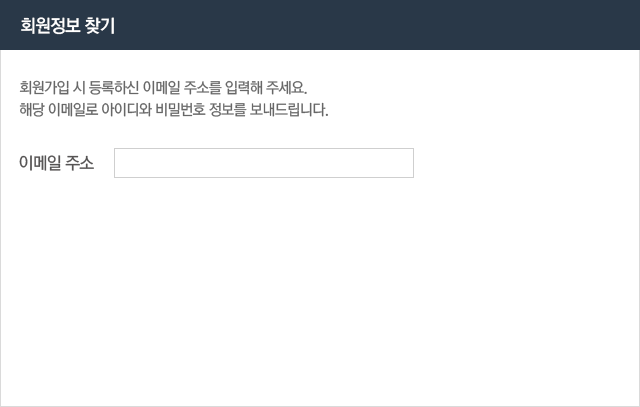 회원정보 찾기
회원가입 시 등록하신 이메일 주소를 입력해 주세요.
해당 이메일로 아이디와 비밀번호 정보를 보내드립니다.
이메일 주소